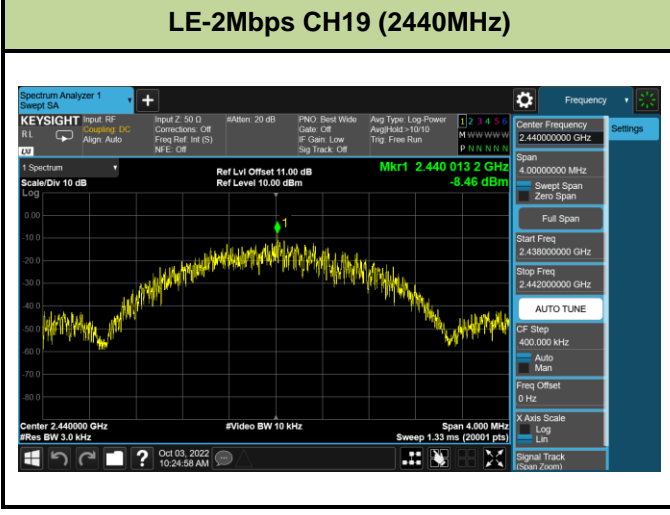 LE-2Mbps CH19 (2440MHz)
Spectrum Analyzer 1
Swept SA
+
Frequency
KEYSIGHT
RL
LXI
Input: RF
Coupling: DC
Align: Auto
Input Z: 50 Ω
Corrections: Off
Freq Ref: Int (S)
NFE: Off
#Atten: 20 dB
PNO: Best Wide
Gate: Off
IF Gain: Low
Sig Track: Off
Avg Type: Log-Power
Avg|Hold:>10/10
Trig: Free Run
1 2 3 4 5 6
M W W W W W
P N N N N N
Center Frequency
2.440000000 GHz
Settings
Span
4.00000000 MHz
Swept Span
Zero Span
Full Span
Start Freq
2.438000000 GHz
Stop Freq
2.442000000 GHz
AUTO TUNE
CF Step
400.000 kHz
Auto
Man
Freq Offset
0 Hz
X Axis Scale
Log
Lin
Signal Track
(Span Zoom)
1 Spectrum
Scale/Div 10 dB
Log
Ref Lvl Offset 11.00 dB
Ref Level 10.00 dBm
Mkr1 2.440 013 2 GHz
-8.46 dBm
1
0.00
-10.0
-20.0
-30.0
-40.0
-50.0
-60.0
-70.0
-80.0
Center 2.440000 GHz
#Res BW 3.0 kHz
#Video BW 10 kHz
Span 4.000 MHz
Sweep 1.33 ms (20001 pts)
?
Oct 03, 2022
10:24:58 AM